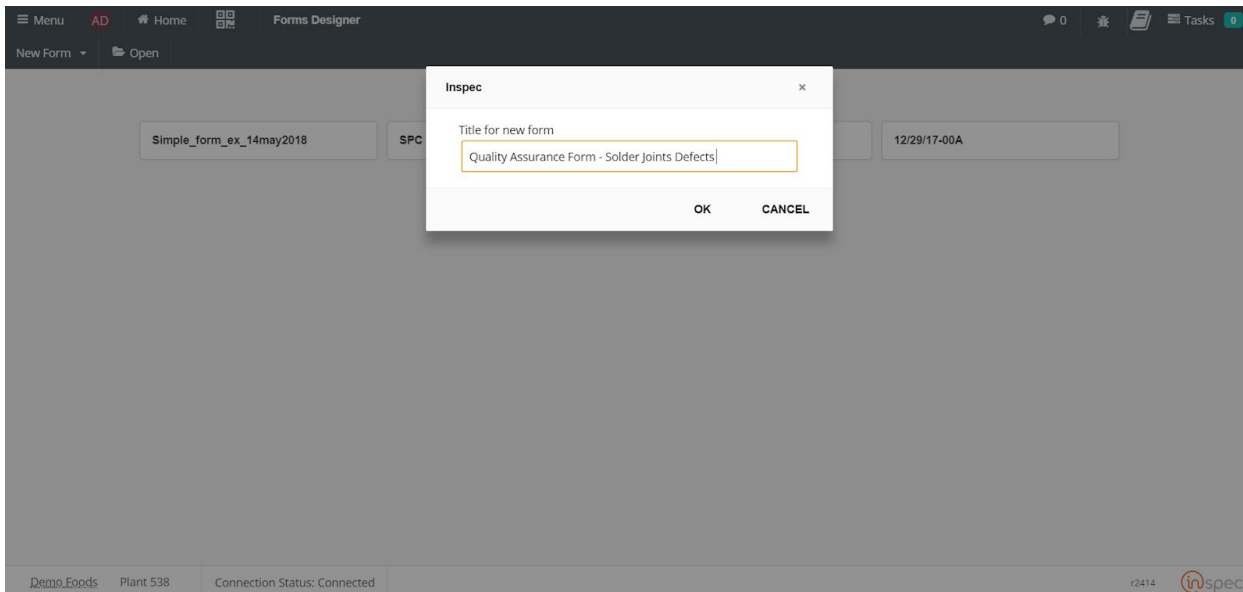 Menu AD Home Forms Designer 0 Tasks 0
New Form Open
Inspec ×
Title for new form
Simple_form_ex_14may2018 SPC 12/29/17-00A
Quality Assurance Form - Solder Joints Defects
OK CANCEL
Demo Foods Plant 538 Connection Status: Connected r2414 inspec